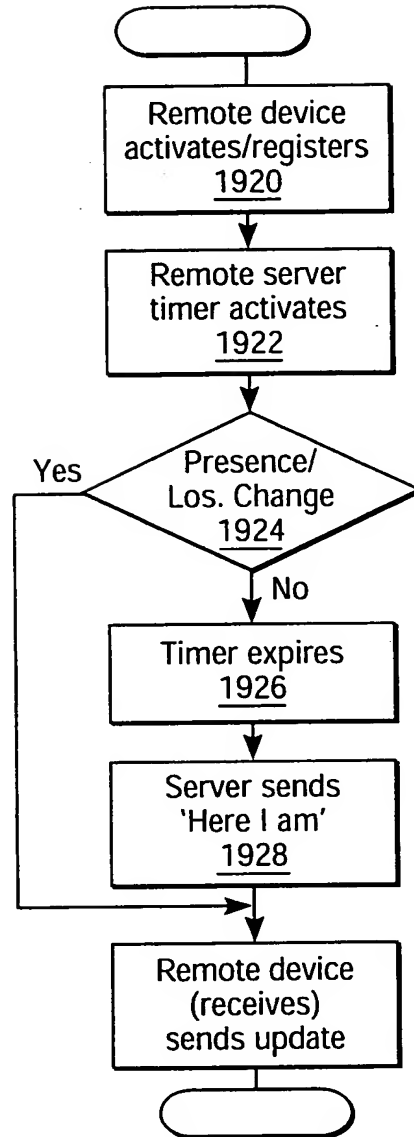 Remote device
activates/registers
1920
Remote server
timer activates
1922
Yes
Presence/
Los. Change
1924
No
Timer expires
1926
Server sends
'Here I am'
1928
Remote device
(receives)
sends update